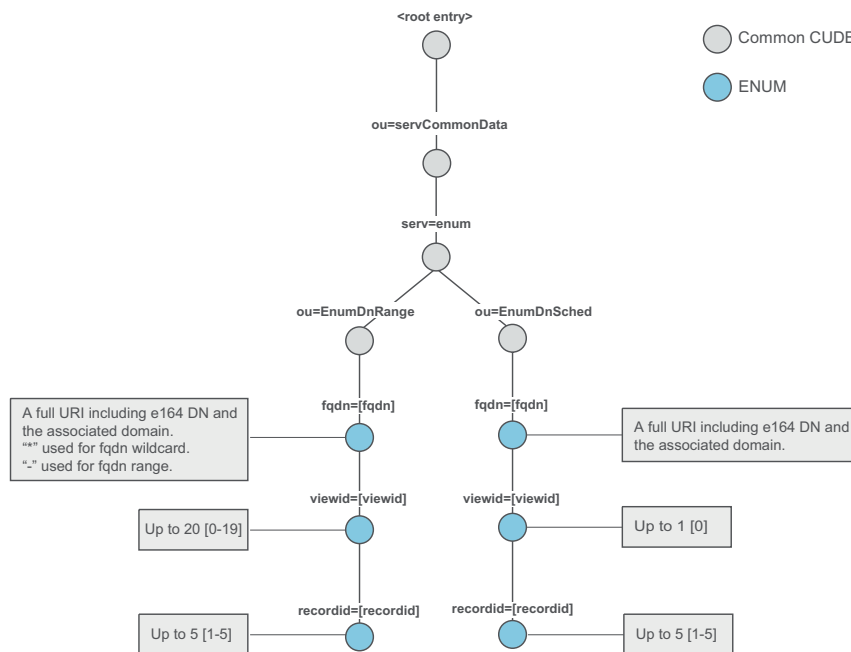 <root entry>
Common CUDB
ENUM
ou=servCommonData
serv=enum
ou=EnumDnRange
ou=EnumDnSched
fqdn=[fqdn]
fqdn=[fqdn]
A full URI including e164 DN and
the associated domain.
“*” used for fqdn wildcard.
“-” used for fqdn range.
A full URI including e164 DN and
the associated domain.
viewid=[viewid]
viewid=[viewid]
Up to 20 [0-19]
Up to 1 [0]
recordid=[recordid]
recordid=[recordid]
Up to 5 [1-5]
Up to 5 [1-5]